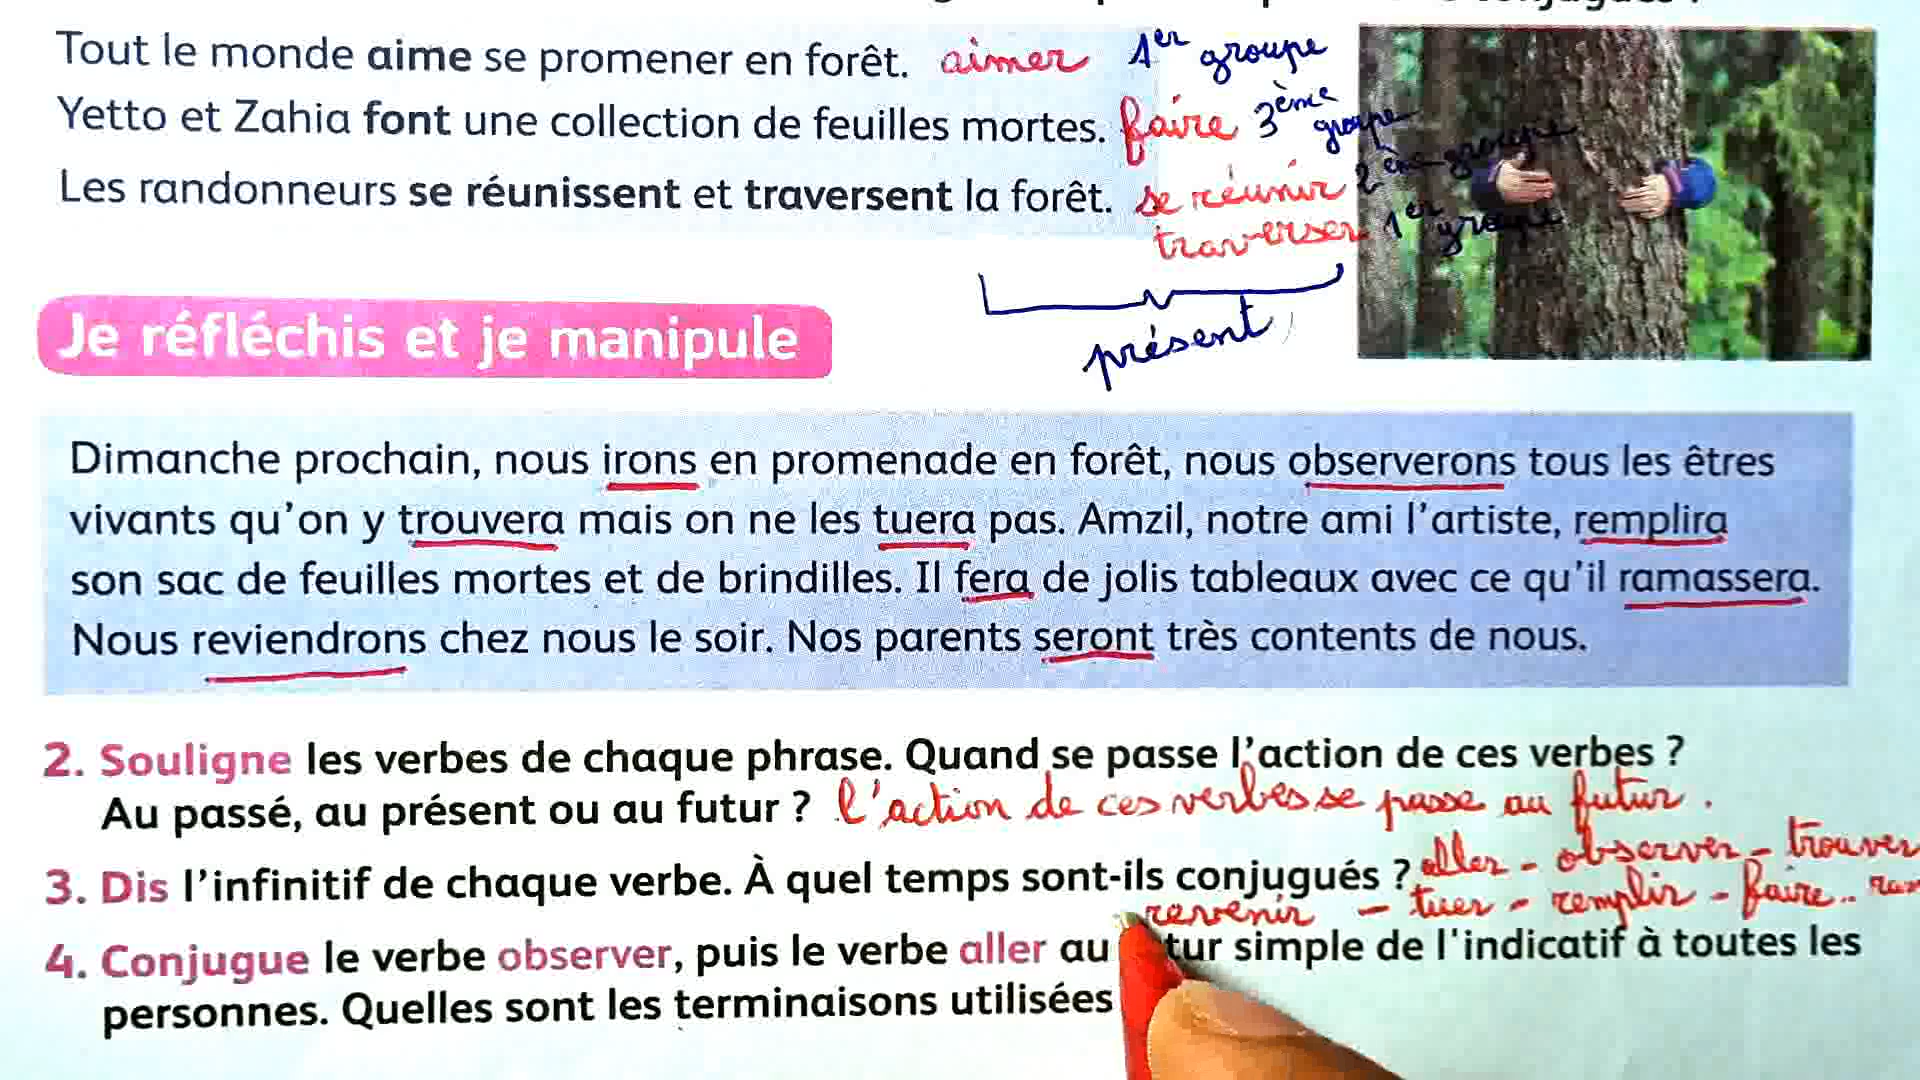 Tout le monde aime se promener en forêt. aimer 1er groupe
Yetto et Zahia font une collection de feuilles mortes. faire 3ème groupe
Les randonneurs se réunissent et traversent la forêt. se réunir 2ème groupe
traverser 1er groupe
présent
Je réfléchis et je manipule
Dimanche prochain, nous irons en promenade en forêt, nous observerons tous les êtres
vivants qu'on y trouvera mais on ne les tuera pas. Amzil, notre ami l'artiste, remplira
son sac de feuilles mortes et de brindilles. Il fera de jolis tableaux avec ce qu'il ramassera.
Nous reviendrons chez nous le soir. Nos parents seront très contents de nous.
2. Souligne les verbes de chaque phrase. Quand se passe l'action de ces verbes ?
Au passé, au présent ou au futur ? l'action de ces verbes se passe au futur.
3. Dis l'infinitif de chaque verbe. À quel temps sont-ils conjugués ? aller - observer - trouver
revenir - tuer - remplir - faire..
4. Conjugue le verbe observer, puis le verbe aller au simple de l'indicatif à toutes les
personnes. Quelles sont les terminaisons utilisées